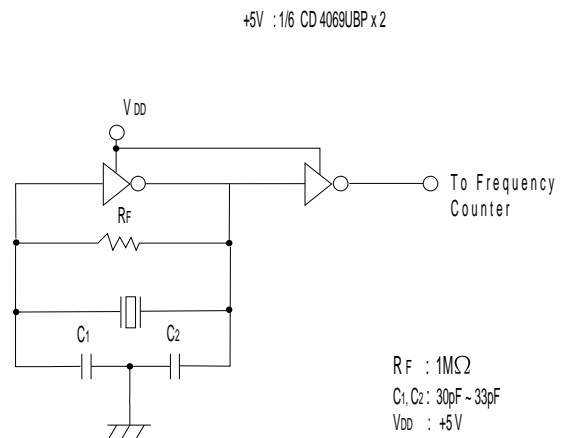 +5V : 1/6 CD 4069UBP x 2
VDD
To Frequency
Counter
RF
C1
C2
RF : 1MΩ
C1, C2 : 30pF ~ 33pF
VDD : +5V